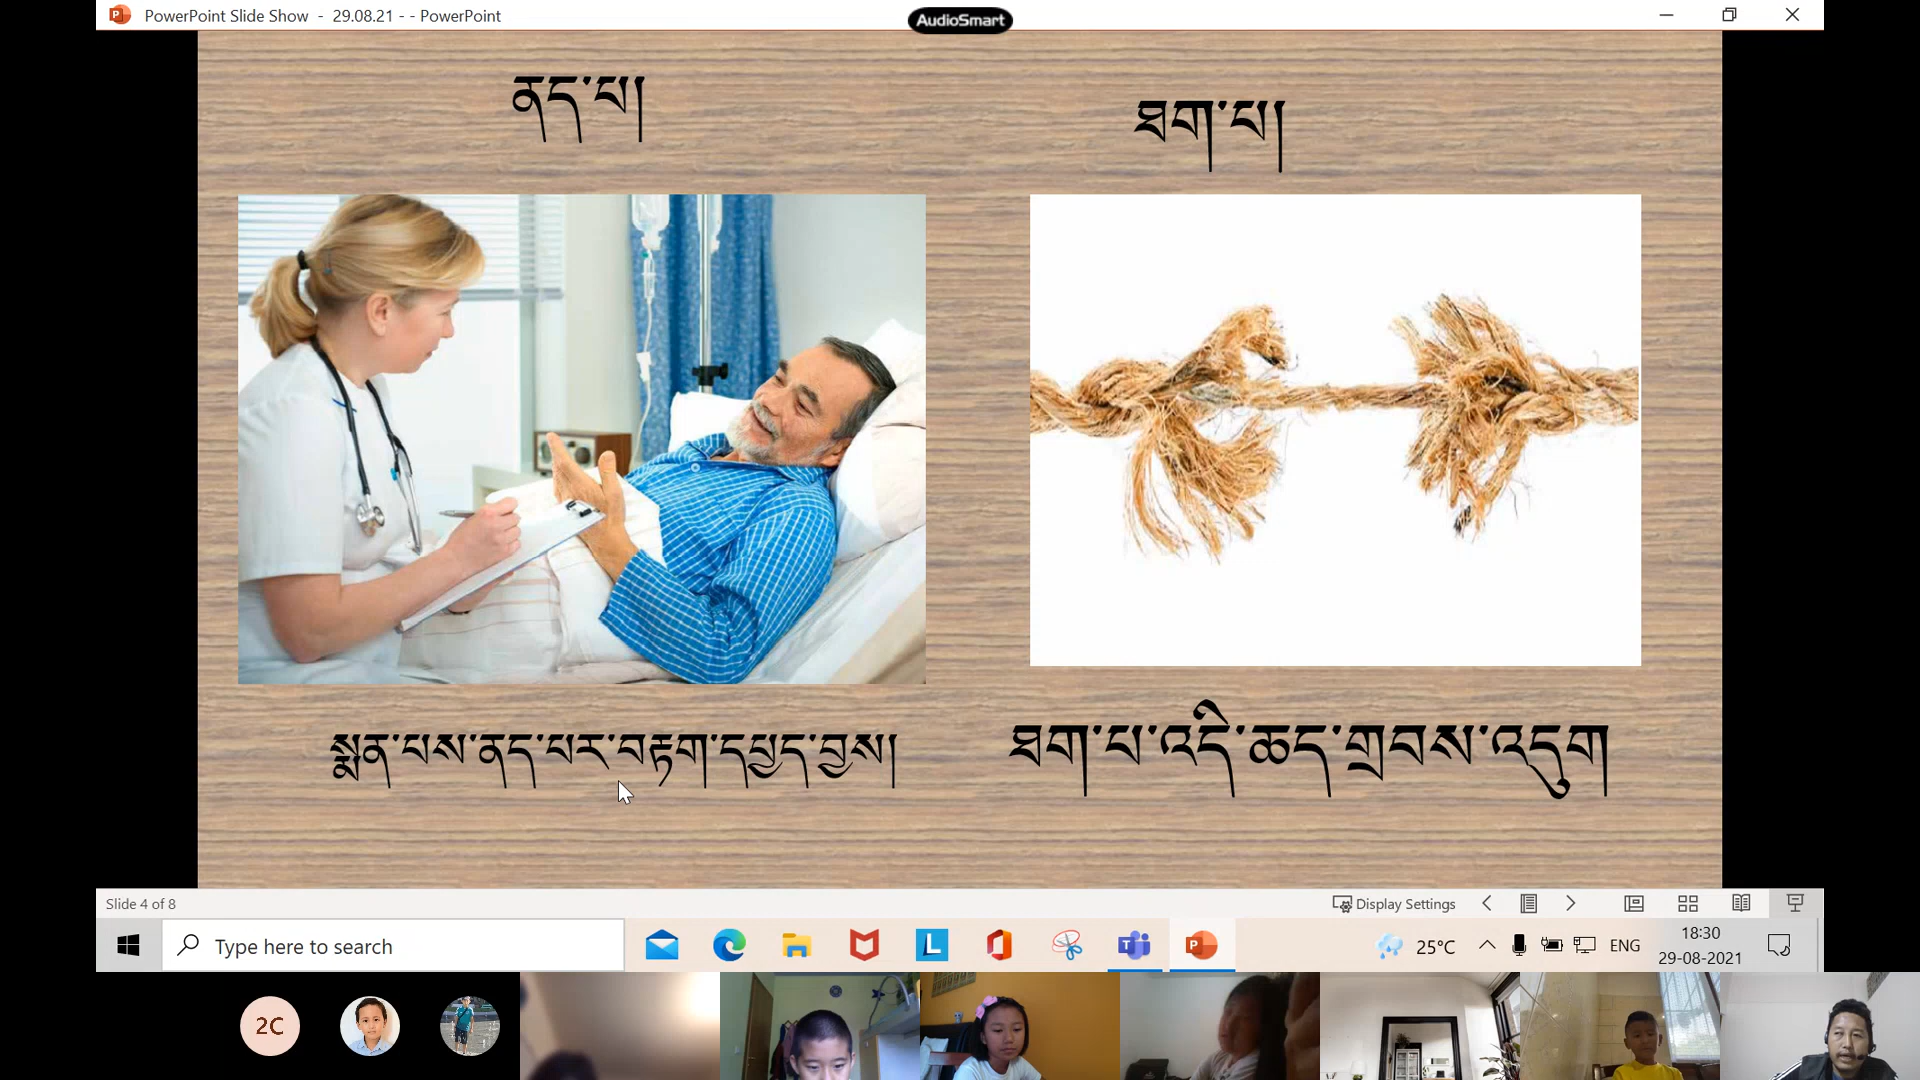 PowerPoint Slide Show - 29.08.21 - - PowerPoint
AudioSmart
ནད་པ།
ཐག་པ།
སྨན་པས་ནད་པར་བརྟག་དཔྱད་བྱས།
ཐག་པ་འདི་ཆད་གྲབས་འདུག
Slide 4 of 8
Display Settings
Type here to search
25°C
ENG
18:30
29-08-2021
2C